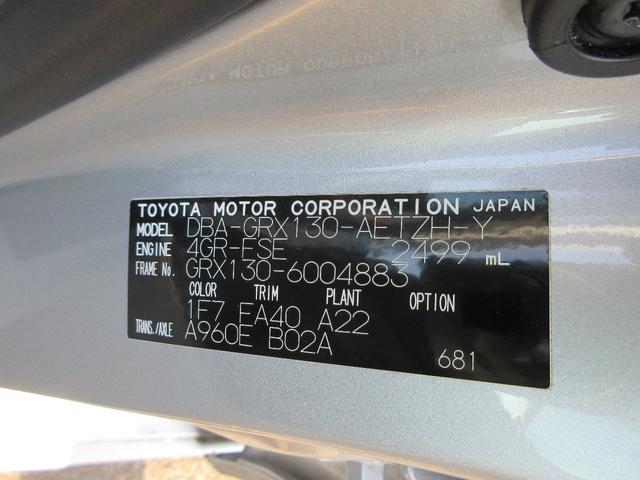 TOYOTA MOTOR CORPORATION JAPAN
MODEL DBA-GRX130-AETZH-Y
ENGINE 4GR-FSE 2499 mL
FRAME No. GRX130-6004883
COLOR TRIM PLANT OPTION
1F7 FA40 A22
TRANS./AXLE A960E B02A
681